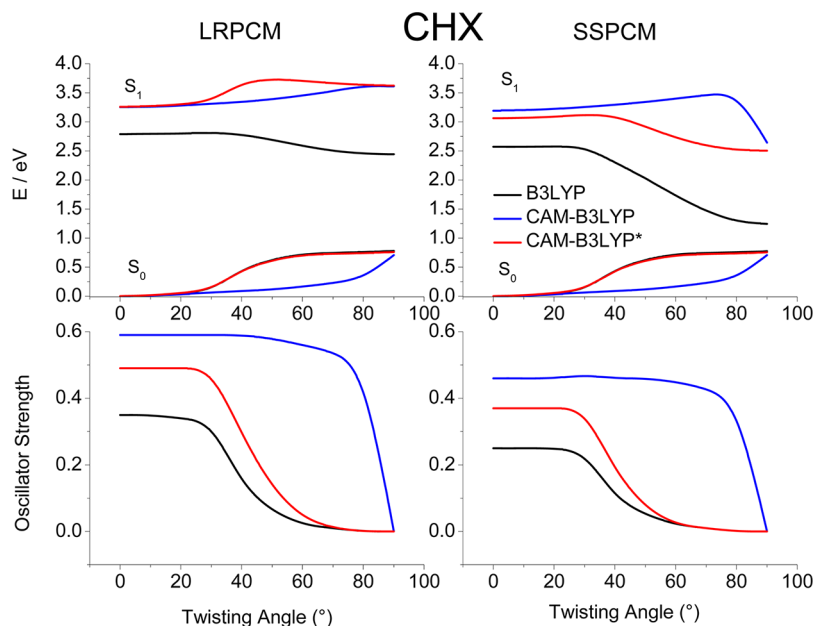 LRPCM CHX SSPCM
4.0
3.5
3.0
2.5
2.0
1.5
1.0
0.5
0.0
E / eV
S1
S0
0 20 40 60 80 100
4.0
3.5
3.0
2.5
2.0
1.5
1.0
0.5
0.0
S1
B3LYP
CAM-B3LYP
CAM-B3LYP*
S0
0 20 40 60 80 100
0.6
0.4
0.2
0.0
Oscillator Strength
0 20 40 60 80 100
Twisting Angle (°)
0.6
0.4
0.2
0.0
0 20 40 60 80 100
Twisting Angle (°)